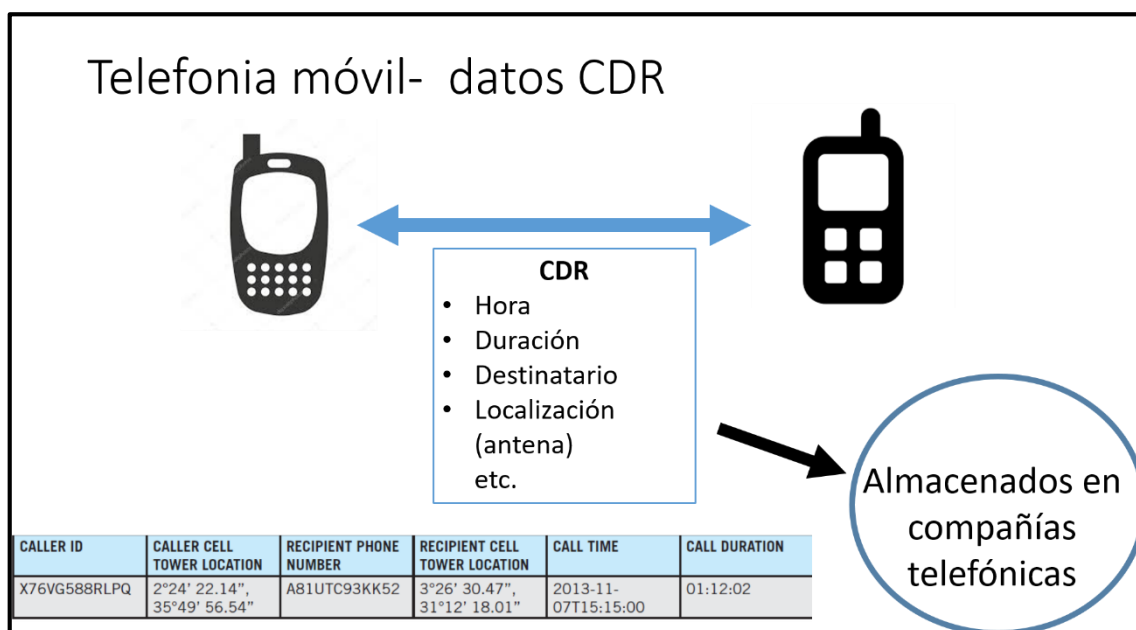 Telefonia móvil- datos CDR
CDR
• Hora
• Duración
• Destinatario
• Localización
(antena)
etc.
Almacenados en
compañías
telefónicas
CALLER ID
CALLER CELL
TOWER LOCATION
RECIPIENT PHONE
NUMBER
RECIPIENT CELL
TOWER LOCATION
CALL TIME
CALL DURATION
X76VG588RLPQ
2°24' 22.14",
35°49' 56.54"
A81UTC93KK52
3°26' 30.47",
31°12' 18.01"
2013-11-
07T15:15:00
01:12:02